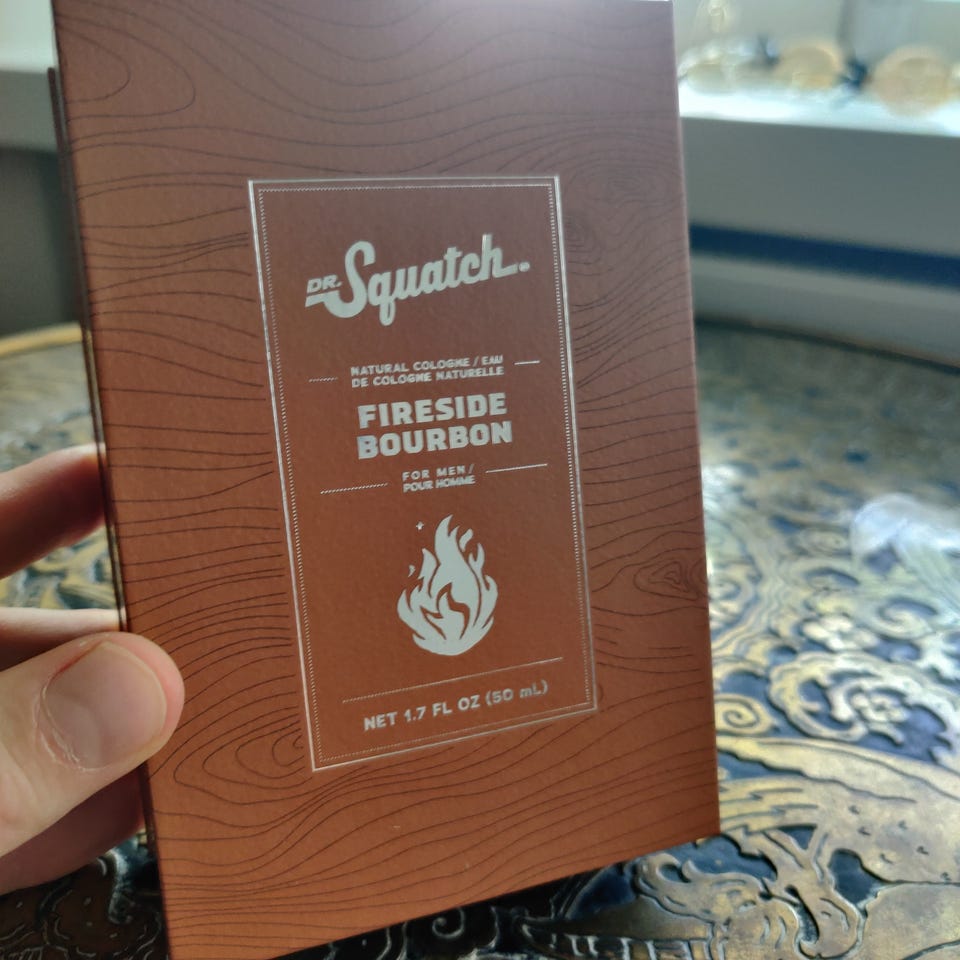 DR. Squatch.
NATURAL COLOGNE / EAU
DE COLOGNE NATURELLE
FIRESIDE
BOURBON
FOR MEN /
POUR HOMME
NET 1.7 FL OZ (50 mL)